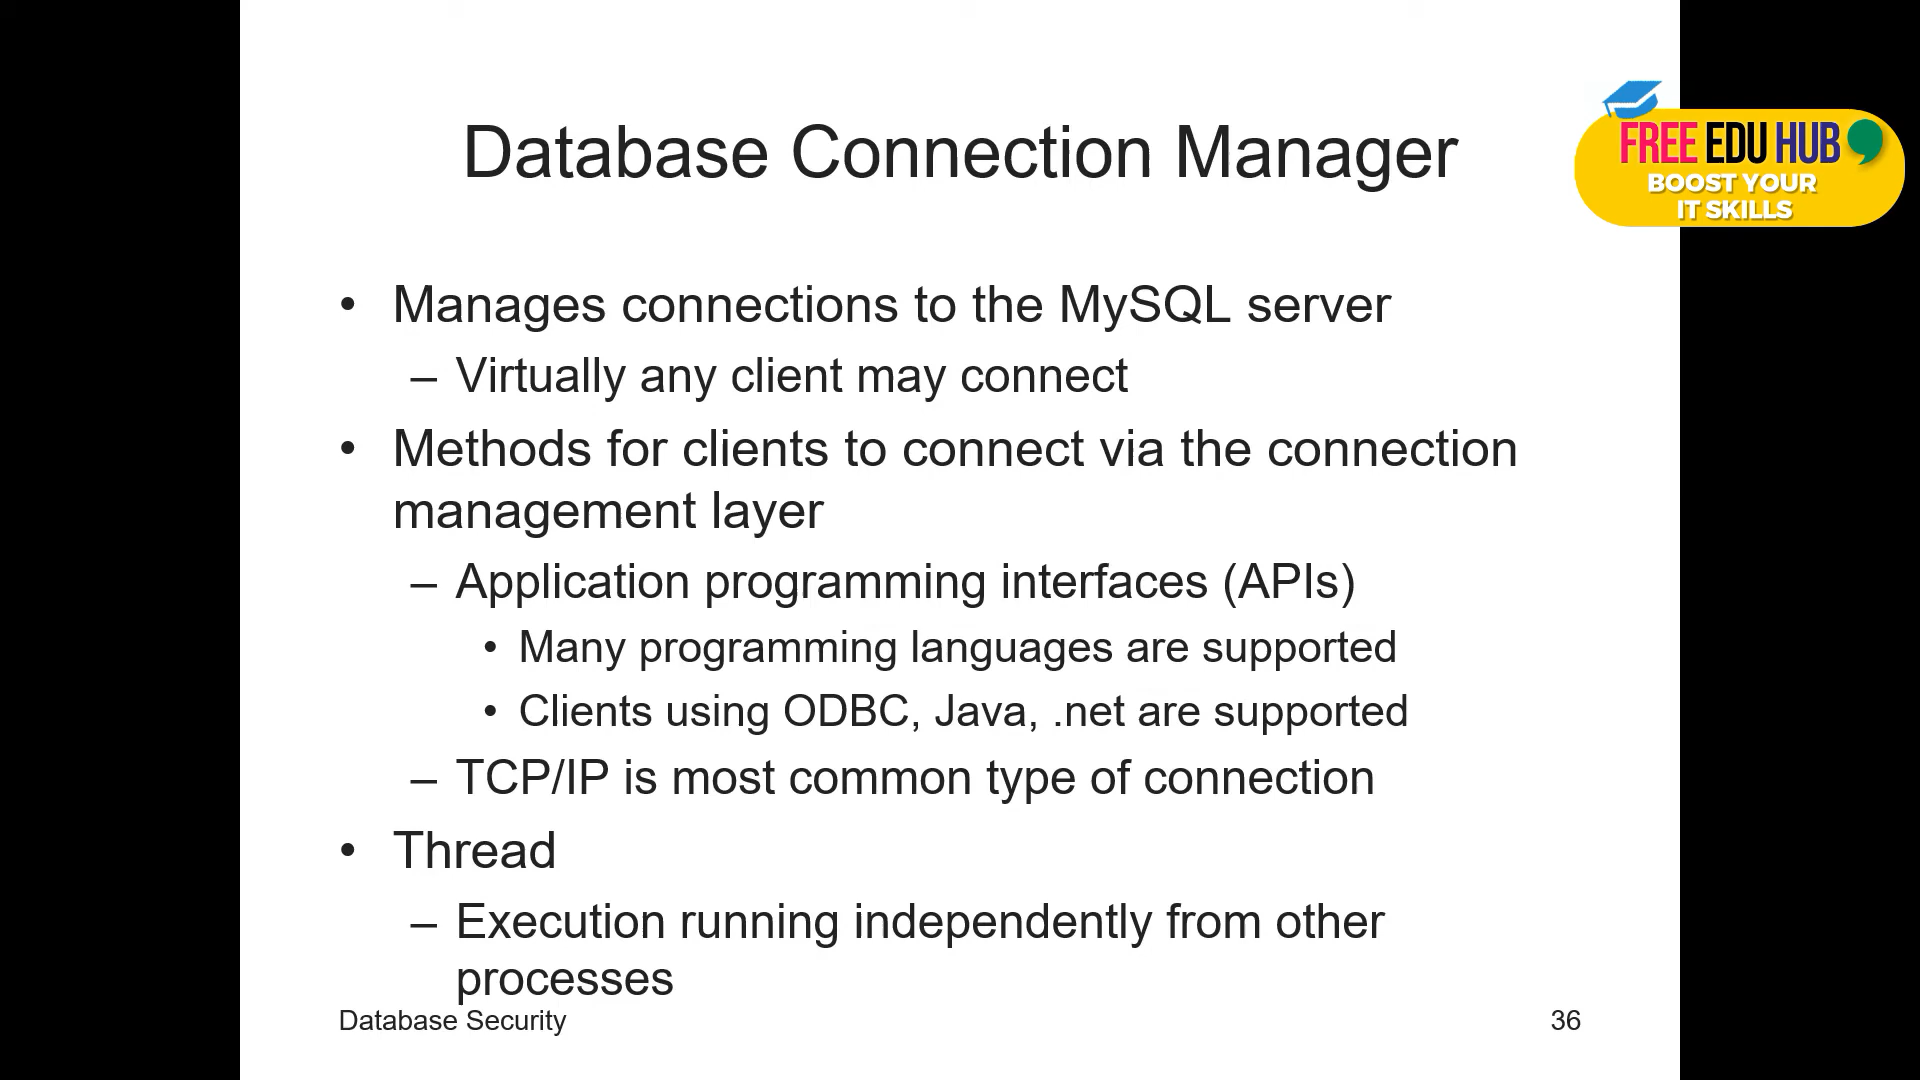 Database Connection Manager
FREE EDU HUB
BOOST YOUR
IT SKILLS
• Manages connections to the MySQL server
– Virtually any client may connect
• Methods for clients to connect via the connection
management layer
– Application programming interfaces (APIs)
• Many programming languages are supported
• Clients using ODBC, Java, .net are supported
– TCP/IP is most common type of connection
• Thread
– Execution running independently from other
processes
Database Security
36